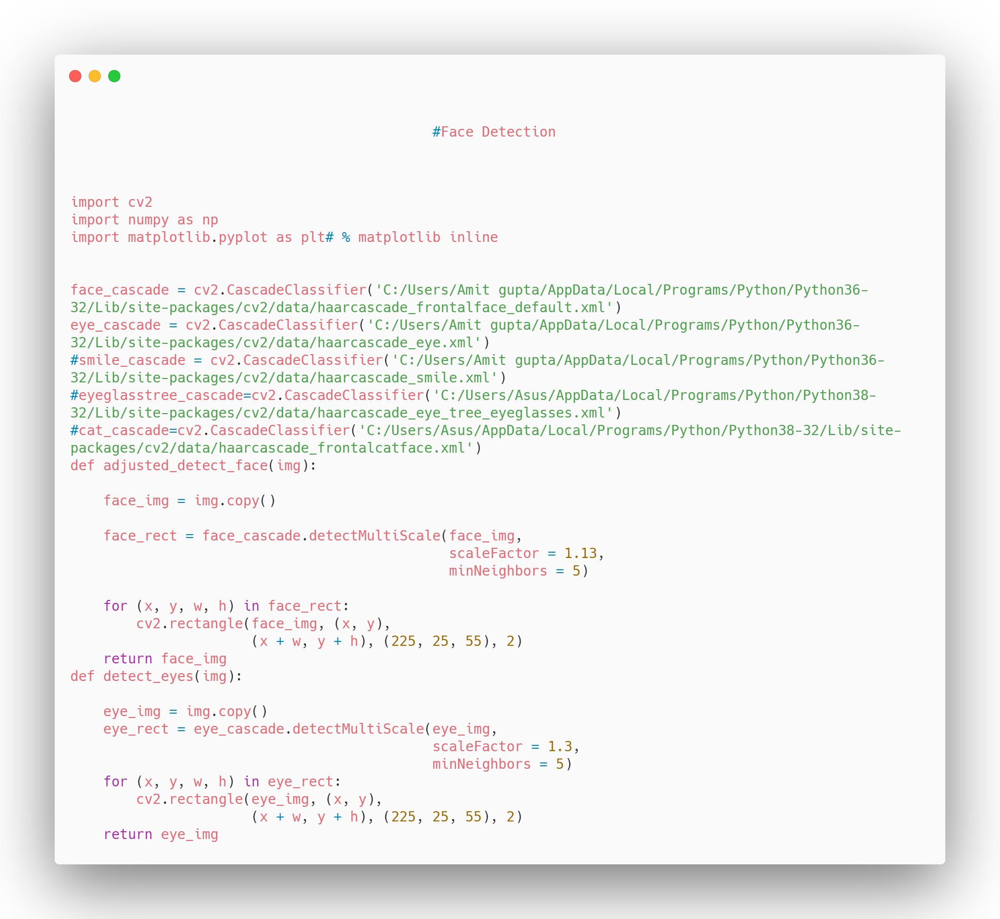 #Face Detection
import cv2
import numpy as np
import matplotlib.pyplot as plt# % matplotlib inline
face_cascade = cv2.CascadeClassifier('C:/Users/Amit gupta/AppData/Local/Programs/Python/Python36-
32/Lib/site-packages/cv2/data/haarcascade_frontalface_default.xml')
eye_cascade = cv2.CascadeClassifier('C:/Users/Amit gupta/AppData/Local/Programs/Python/Python36-
32/Lib/site-packages/cv2/data/haarcascade_eye.xml')
#smile_cascade = cv2.CascadeClassifier('C:/Users/Amit gupta/AppData/Local/Programs/Python/Python36-
32/Lib/site-packages/cv2/data/haarcascade_smile.xml')
#eyeglasstree_cascade=cv2.CascadeClassifier('C:/Users/Asus/AppData/Local/Programs/Python/Python38-
32/Lib/site-packages/cv2/data/haarcascade_eye_tree_eyeglasses.xml')
#cat_cascade=cv2.CascadeClassifier('C:/Users/Asus/AppData/Local/Programs/Python/Python38-32/Lib/site-
packages/cv2/data/haarcascade_frontalcatface.xml')
def adjusted_detect_face(img):
    face_img = img.copy()
    face_rect = face_cascade.detectMultiScale(face_img,
                                              scaleFactor = 1.13,
                                              minNeighbors = 5)
    for (x, y, w, h) in face_rect:
        cv2.rectangle(face_img, (x, y),
                      (x + w, y + h), (225, 25, 55), 2)
    return face_img
def detect_eyes(img):
    eye_img = img.copy()
    eye_rect = eye_cascade.detectMultiScale(eye_img,
                                            scaleFactor = 1.3,
                                            minNeighbors = 5)
    for (x, y, w, h) in eye_rect:
        cv2.rectangle(eye_img, (x, y),
                      (x + w, y + h), (225, 25, 55), 2)
    return eye_img